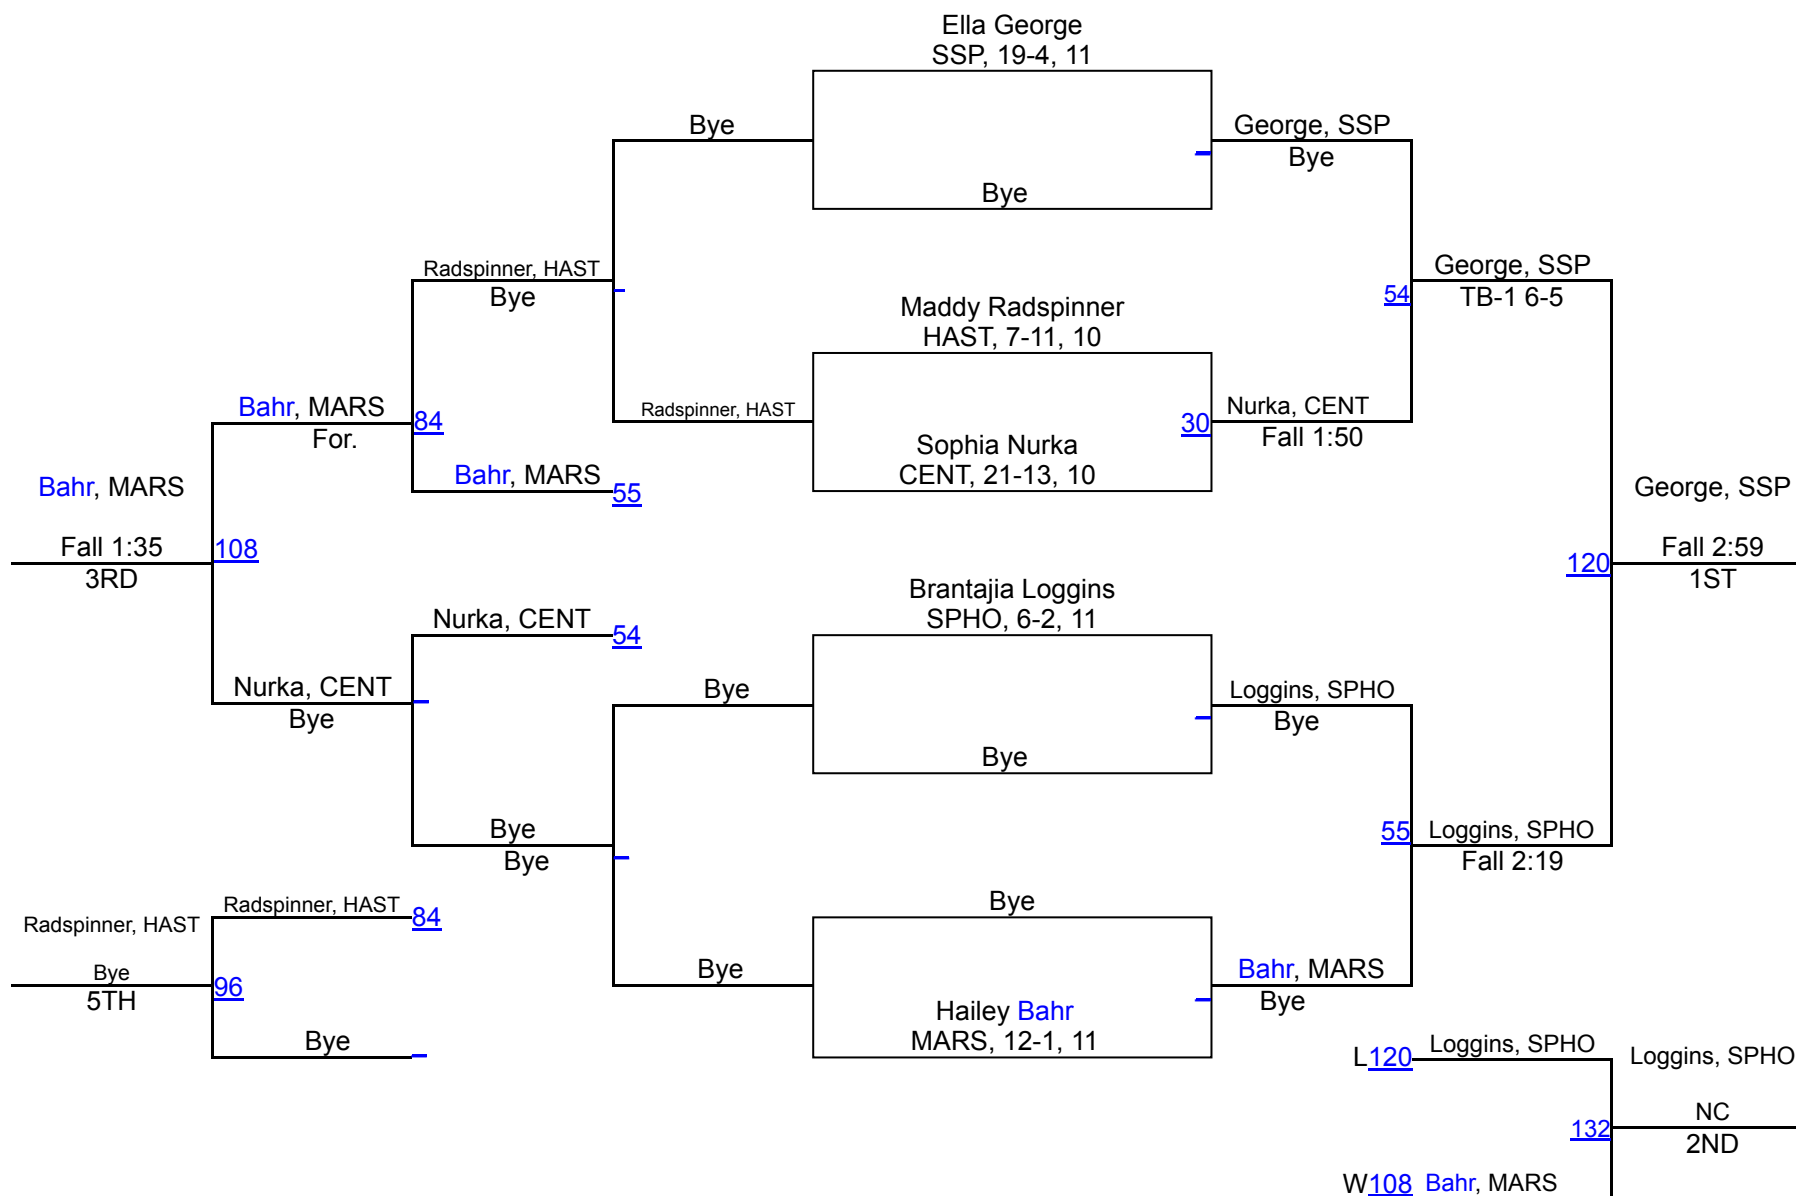 Ella George
SSP, 19-4, 11
Bye
George, SSP
Bye
Bye
Radspinner, HAST
Bye
George, SSP
54
TB-1 6-5
Maddy Radspinner
HAST, 7-11, 10
Bahr, MARS
84
For.
Radspinner, HAST
30
Nurka, CENT
Fall 1:50
Sophia Nurka
CENT, 21-13, 10
Bahr, MARS
55
Bahr, MARS
George, SSP
Fall 1:35
108
3RD
120
Fall 2:59
1ST
Brantajia Loggins
SPHO, 6-2, 11
Nurka, CENT
54
Nurka, CENT
Bye
Bye
Loggins, SPHO
Bye
Bye
Bye
Bye
55
Loggins, SPHO
Fall 2:19
Radspinner, HAST
84
Radspinner, HAST
Bye
Bye
96
5TH
Bye
Bahr, MARS
Bye
Hailey Bahr
MARS, 12-1, 11
Bye
L120
Loggins, SPHO
Loggins, SPHO
NC
132
2ND
W108
Bahr, MARS